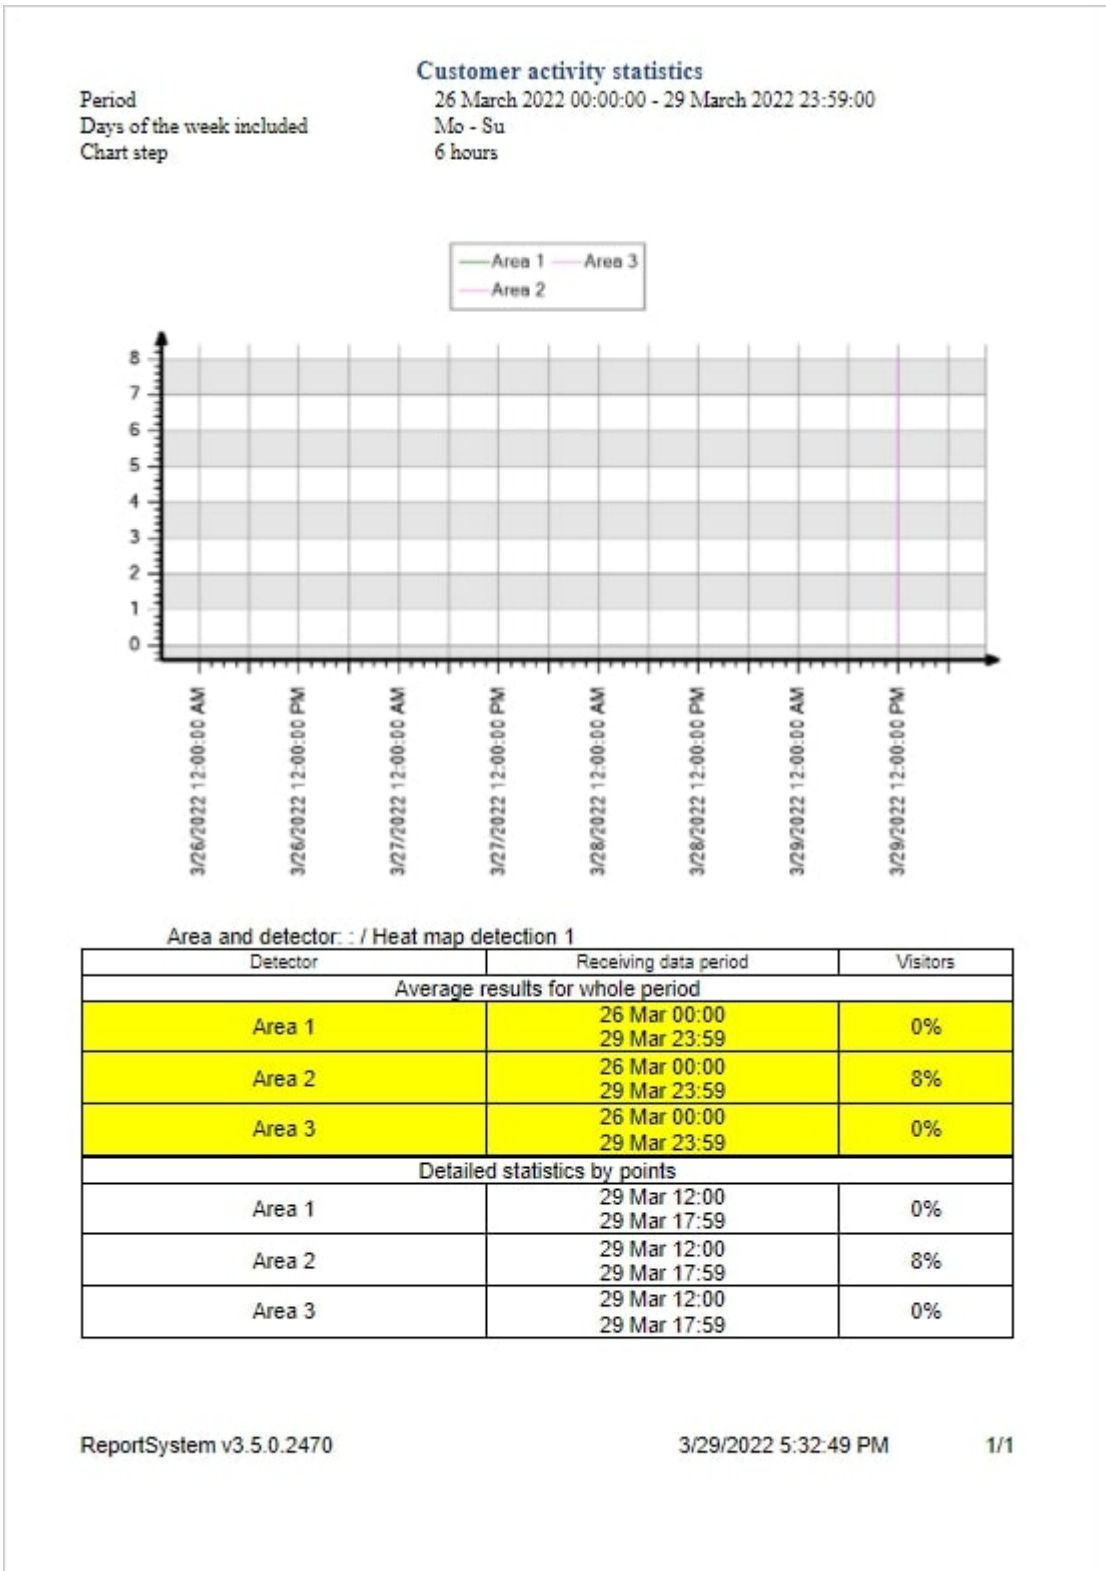 Customer activity statistics
Period 26 March 2022 00:00:00 - 29 March 2022 23:59:00
Days of the week included Mo - Su
Chart step 6 hours
Area 1 Area 3
Area 2
8
7
6
5
4
3
2
1
0
3/26/2022 12:00:00 AM
3/26/2022 12:00:00 PM
3/27/2022 12:00:00 AM
3/27/2022 12:00:00 PM
3/28/2022 12:00:00 AM
3/28/2022 12:00:00 PM
3/29/2022 12:00:00 AM
3/29/2022 12:00:00 PM
Area and detector: : / Heat map detection 1
Detector Receiving data period Visitors
Average results for whole period
Area 1 26 Mar 00:00 0%
29 Mar 23:59
Area 2 26 Mar 00:00 8%
29 Mar 23:59
Area 3 26 Mar 00:00 0%
29 Mar 23:59
Detailed statistics by points
Area 1 29 Mar 12:00 0%
29 Mar 17:59
Area 2 29 Mar 12:00 8%
29 Mar 17:59
Area 3 29 Mar 12:00 0%
29 Mar 17:59
ReportSystem v3.5.0.2470 3/29/2022 5:32:49 PM 1/1